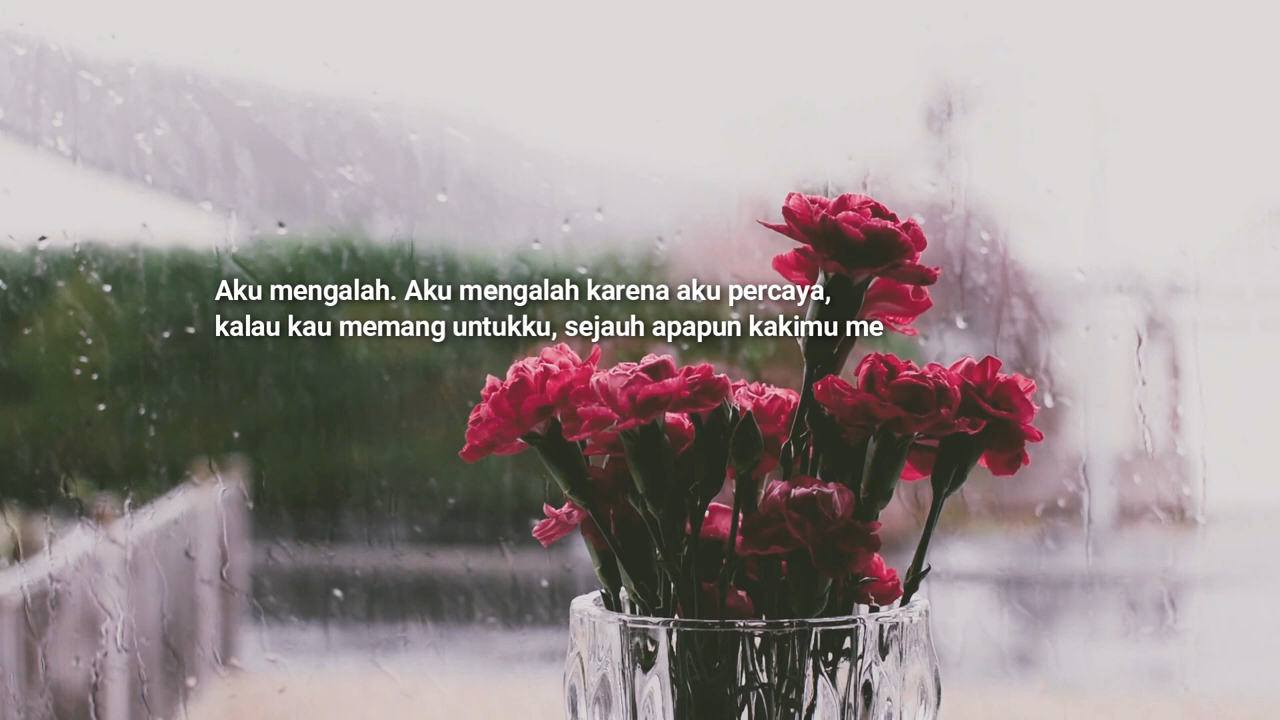 Aku mengalah. Aku mengalah karena aku percaya,
kalau kau memang untukku, sejauh apapun kakimu me